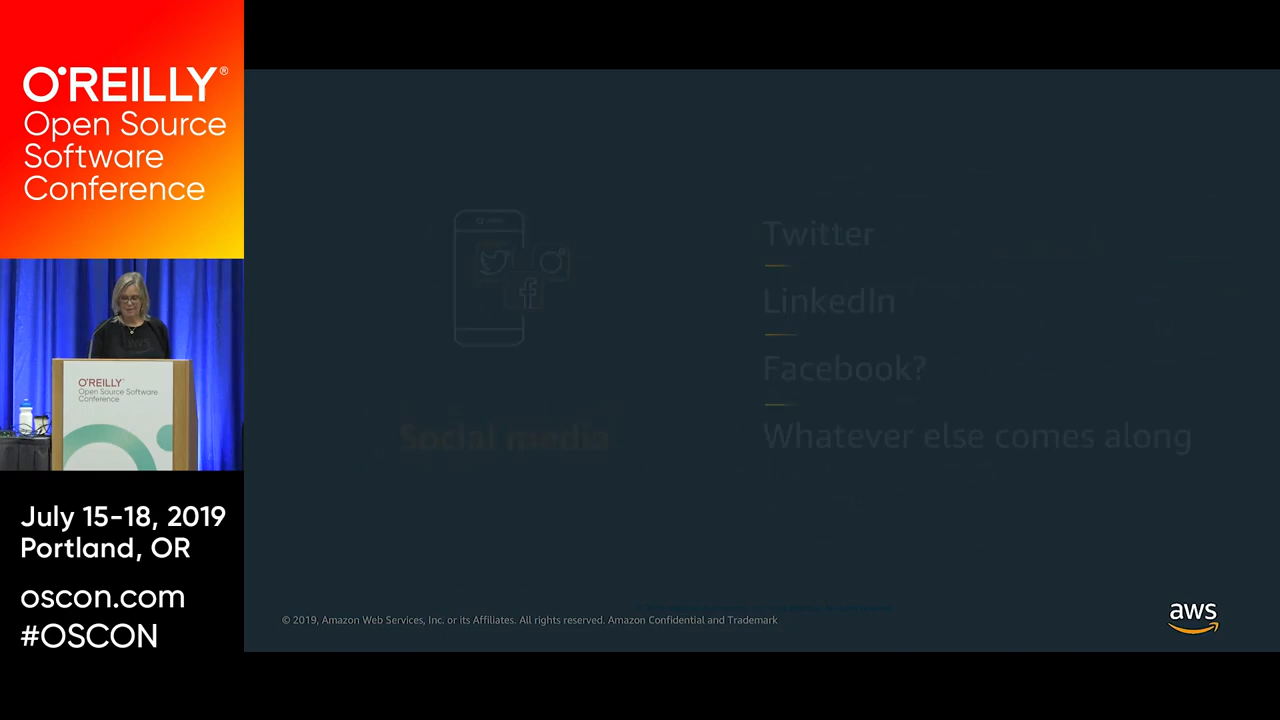 O'REILLY®
Open Source
Software
Conference
aws
O'REILLY
Open Source Software
Conference
July 15-18, 2019
Portland, OR
oscon.com
#OSCON
Social media
Twitter
LinkedIn
Facebook?
Whatever else comes along
© 2019, Amazon Web Services, Inc. or its Affiliates. All rights reserved. Amazon Confidential and Trademark
aws